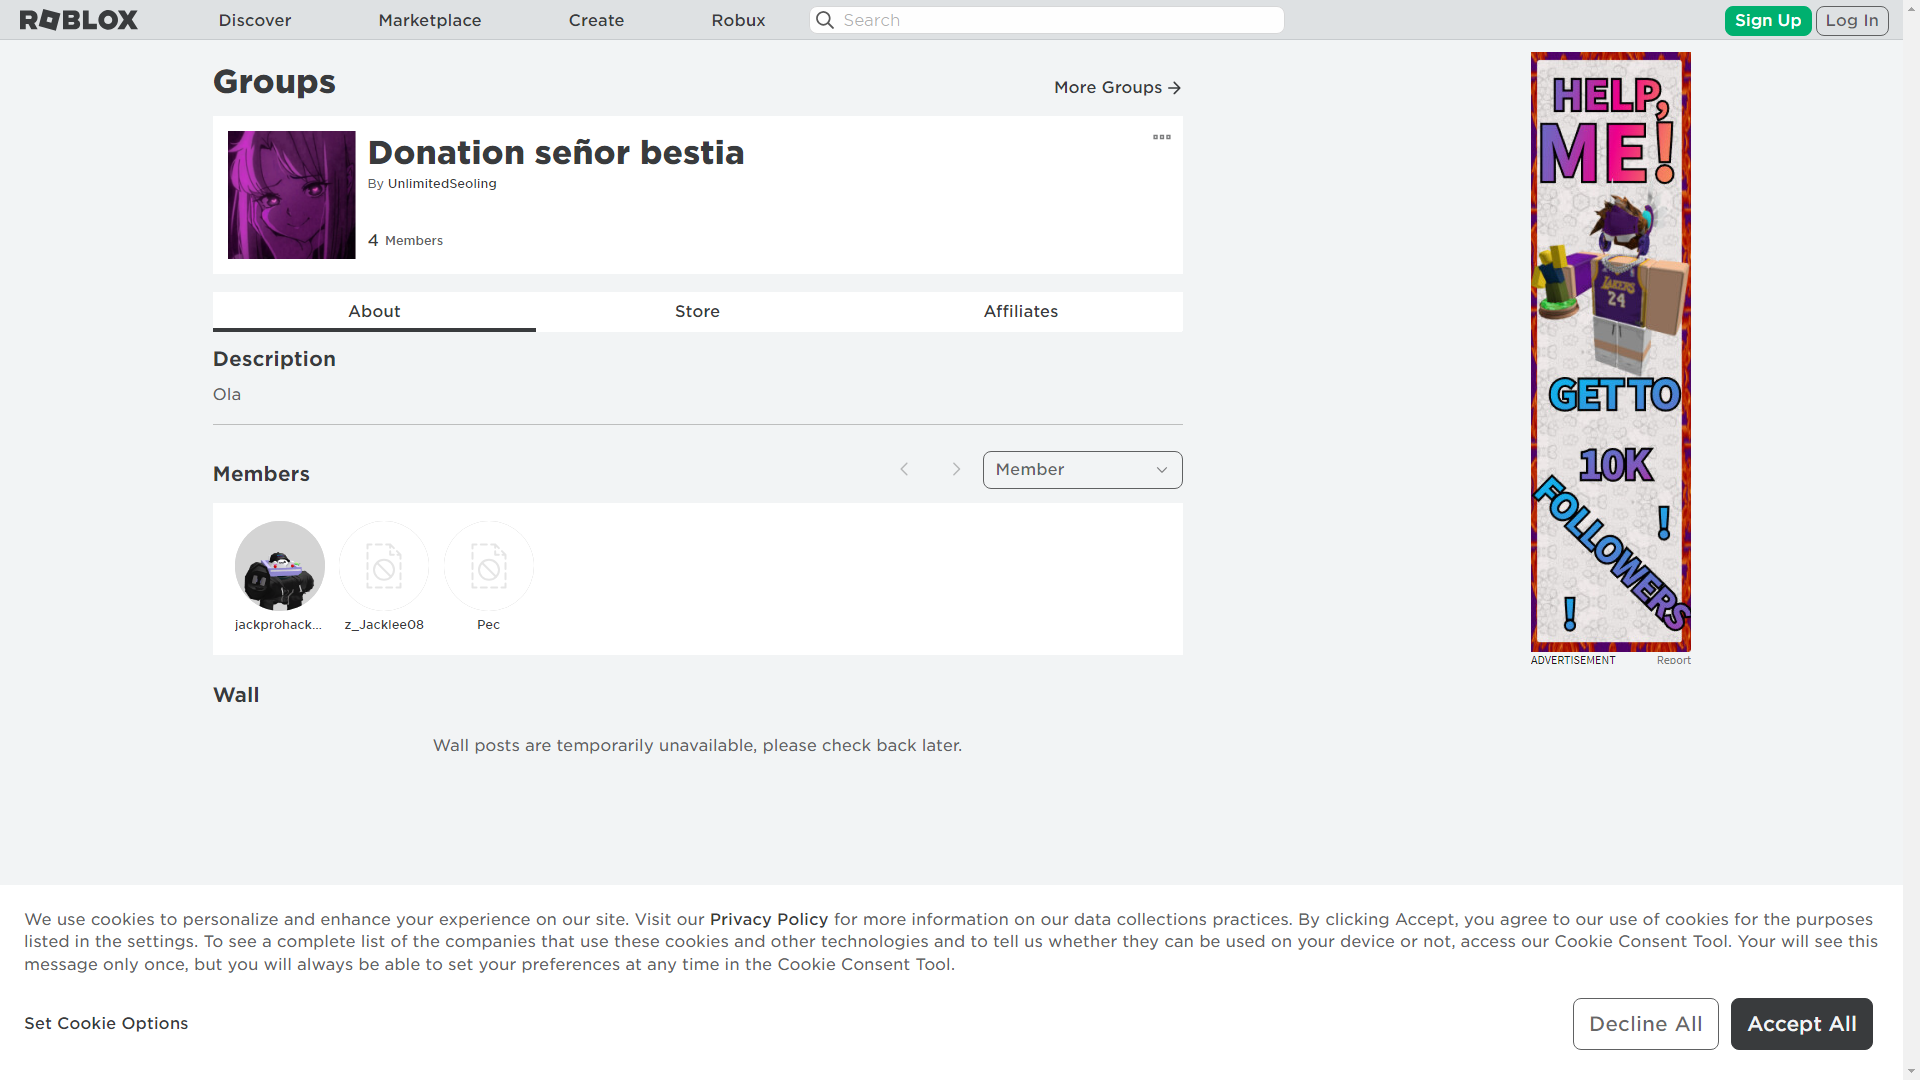 ROBLOX
Discover
Marketplace
Create
Robux
Search
Sign Up
Log In
Groups
More Groups
Donation señor bestia
By UnlimitedSeoling
4 Members
About
Store
Affiliates
Description
Ola
Members
Member
jackprohack...
z_Jacklee08
Pec
Wall
Wall posts are temporarily unavailable, please check back later.
HELP,
ME!
LAKERS
24
GET TO
10K
FOLLOWERS
!
!
ADVERTISEMENT
Report
We use cookies to personalize and enhance your experience on our site. Visit our Privacy Policy for more information on our data collections practices. By clicking Accept, you agree to our use of cookies for the purposes
listed in the settings. To see a complete list of the companies that use these cookies and other technologies and to tell us whether they can be used on your device or not, access our Cookie Consent Tool. Your will see this
message only once, but you will always be able to set your preferences at any time in the Cookie Consent Tool.
Set Cookie Options
Decline All
Accept All